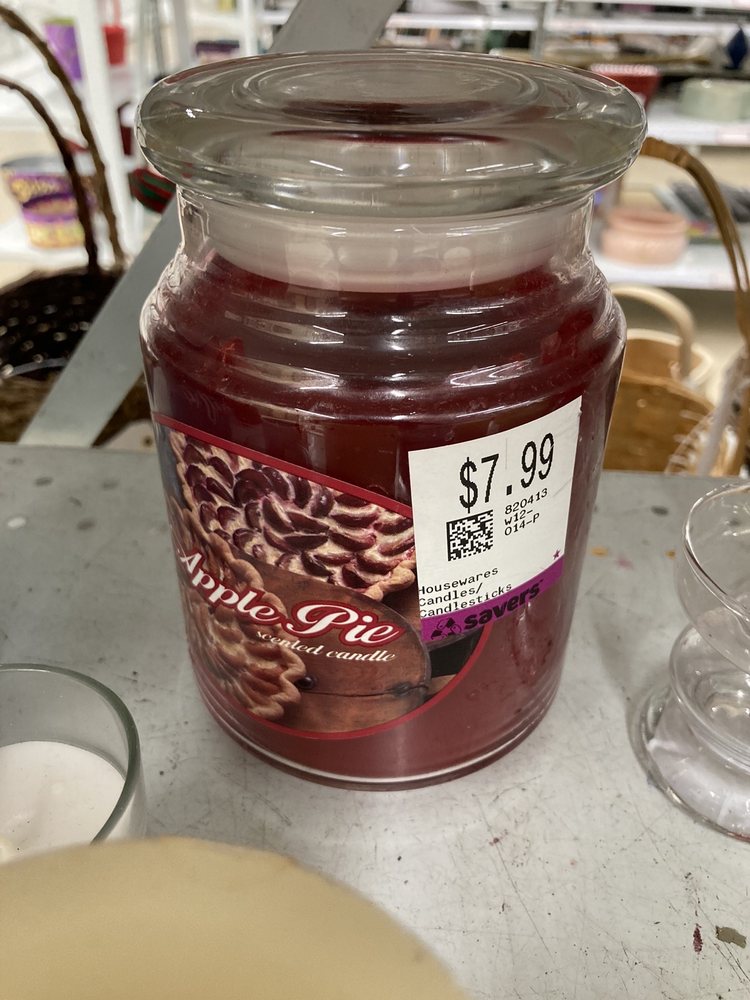 $7.99
820413
w12-
014-P
Housewares
Candles/
Candlesticks
savers
Apple Pie
scented candle